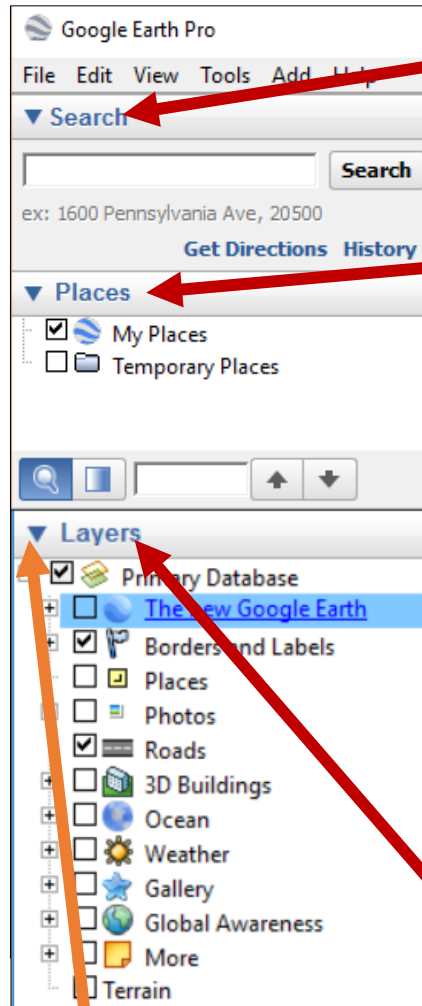 Google Earth Pro
File Edit View Tools Add Help
Search
Search
ex: 1600 Pennsylvania Ave, 20500
Get Directions History
Places
My Places
Temporary Places
Layers
Primary Database
The New Google Earth
Borders and Labels
Places
Photos
Roads
3D Buildings
Ocean
Weather
Gallery
Global Awareness
More
Terrain